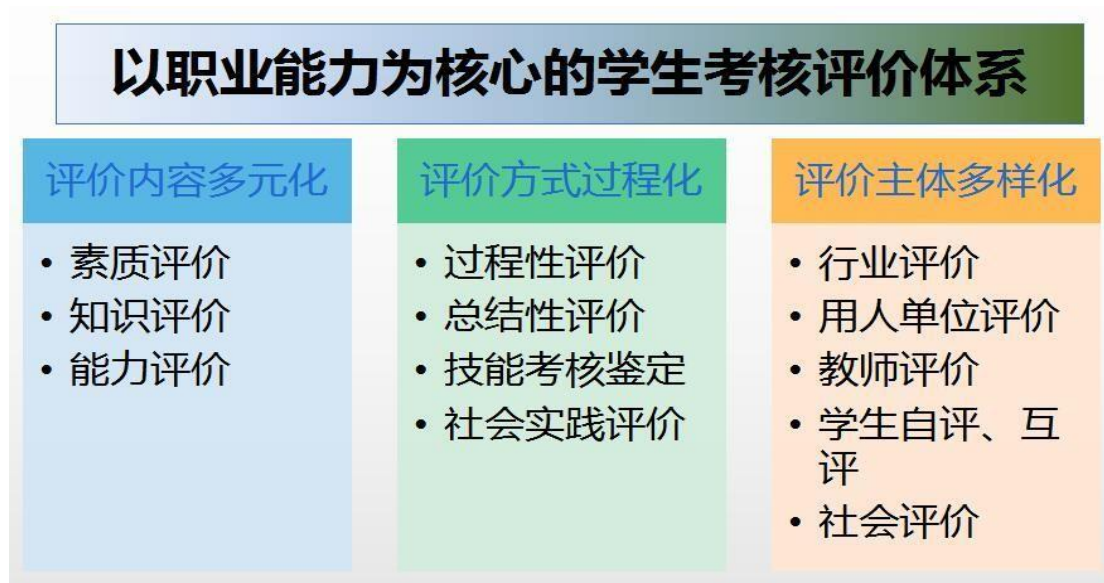 以职业能力为核心的学生考核评价体系
评价内容多元化
• 素质评价
• 知识评价
• 能力评价
评价方式过程化
• 过程性评价
• 总结性评价
• 技能考核鉴定
• 社会实践评价
评价主体多样化
• 行业评价
• 用人单位评价
• 教师评价
• 学生自评、互
评
• 社会评价